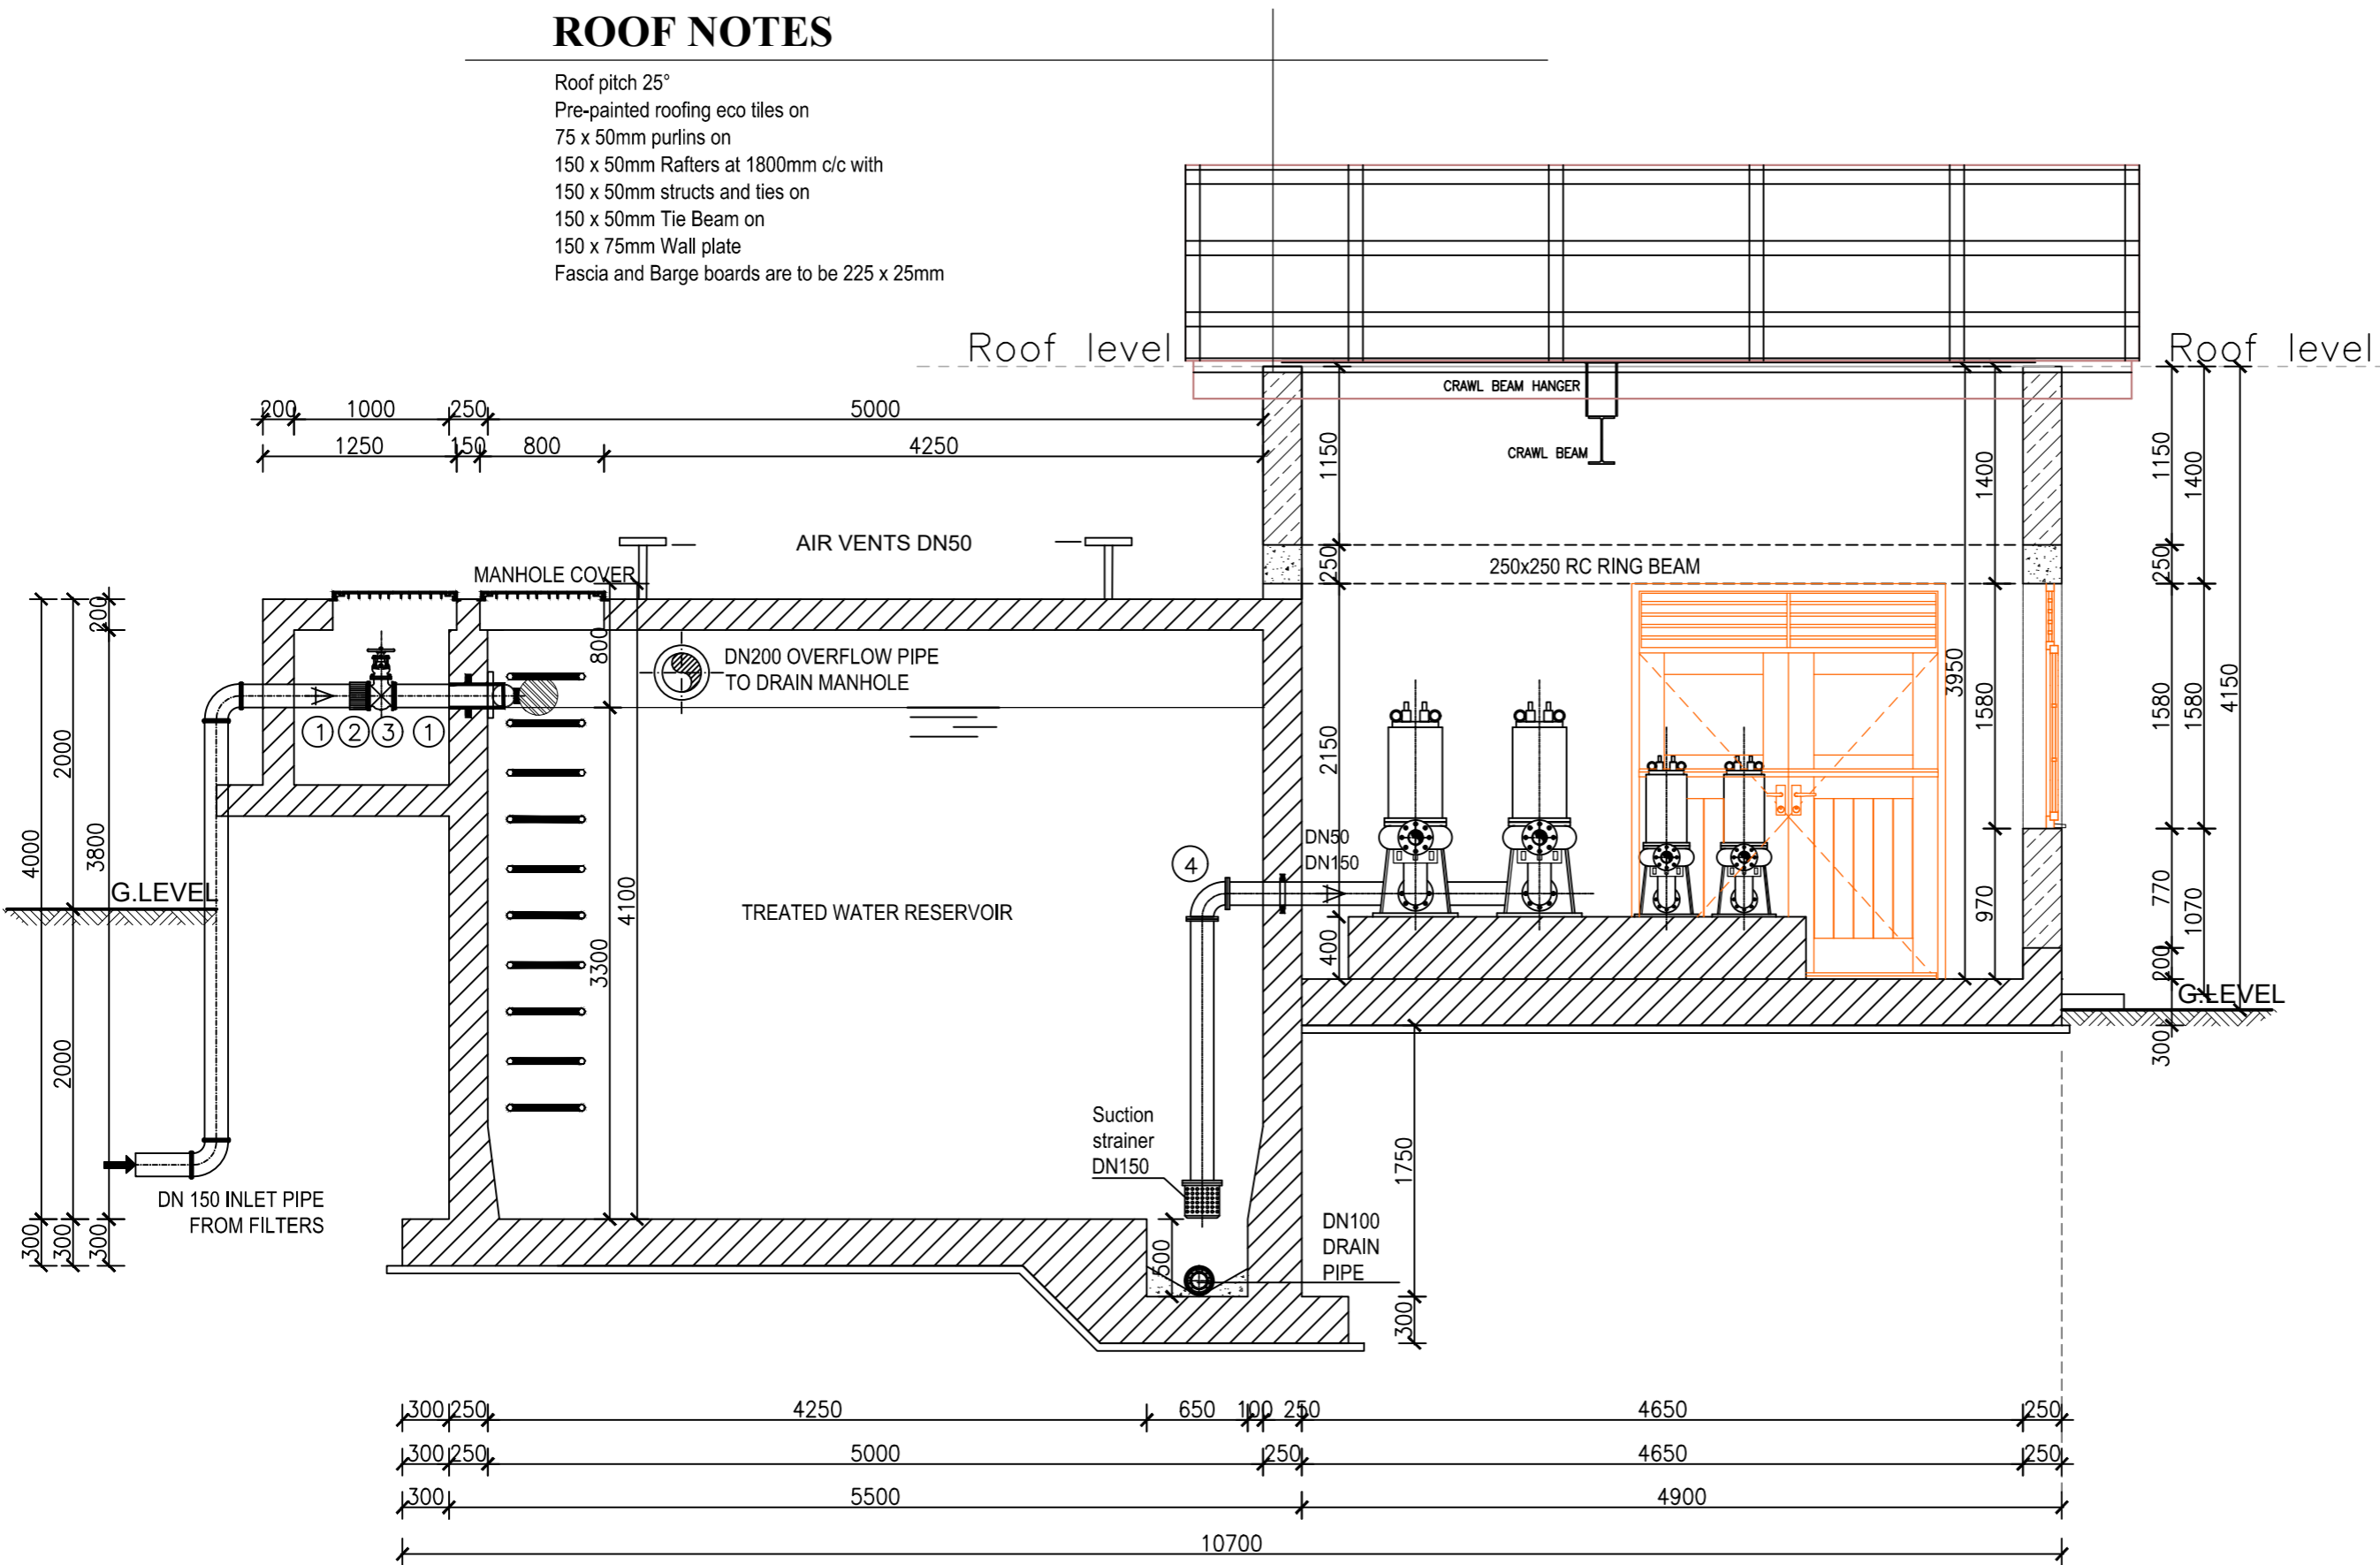 ROOF NOTES
Roof pitch 25°
Pre-painted roofing eco tiles on
75 x 50mm purlins on
150 x 50mm Rafters at 1800mm c/c with
150 x 50mm structs and ties on
150 x 50mm Tie Beam on
150 x 75mm Wall plate
Fascia and Barge boards are to be 225 x 25mm
Roof level
Roof level
CRAWL BEAM HANGER
CRAWL BEAM
200 1000 250 5000
1250 150 800 4250
1150
1400
1150
1400
AIR VENTS DN50
250
250x250 RC RING BEAM
250
MANHOLE COVER
200
800
DN200 OVERFLOW PIPE
TO DRAIN MANHOLE
3950
4150
1 2 3 1
2000
2150
1580
1580
1580
4000
3800
DN50
DN150
4
G.LEVEL
4100
TREATED WATER RESERVOIR
3300
400
970
770
1070
200
G.LEVEL
300
2000
Suction
strainer
DN150
1750
DN 150 INLET PIPE
FROM FILTERS
300
300
300
500
DN100
DRAIN
PIPE
300
300 250 4250 650 100 250 4650 250
300 250 5000 250 4650 250
300 5500 4900
10700